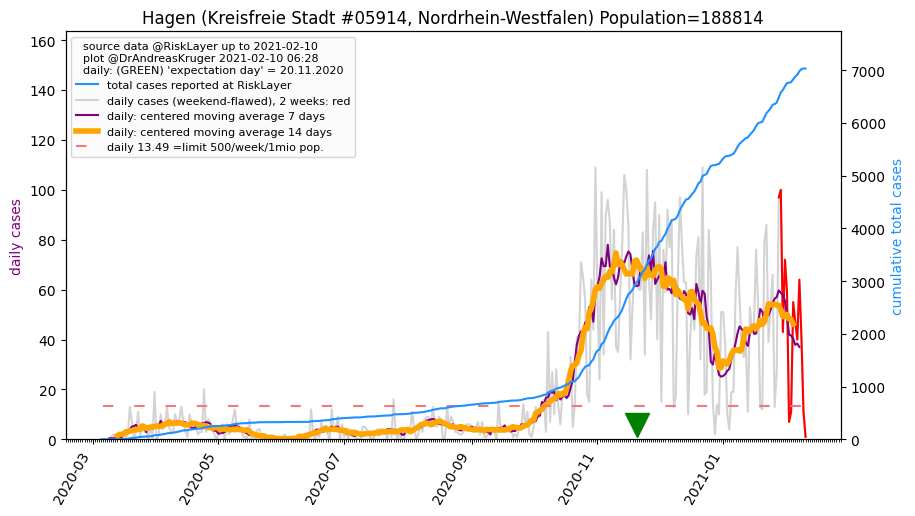 Hagen (Kreisfreie Stadt #05914, Nordrhein-Westfalen) Population=188814
source data @RiskLayer up to 2021-02-10
plot @DrAndreasKruger 2021-02-10 06:28
daily: (GREEN) 'expectation day' = 20.11.2020
total cases reported at RiskLayer
daily cases (weekend-flawed), 2 weeks: red
daily: centered moving average 7 days
daily: centered moving average 14 days
daily 13.49 =limit 500/week/1mio pop.
daily cases
160
140
120
100
80
60
40
20
0
cumulative total cases
7000
6000
5000
4000
3000
2000
1000
0
2020-03
2020-05
2020-07
2020-09
2020-11
2021-01